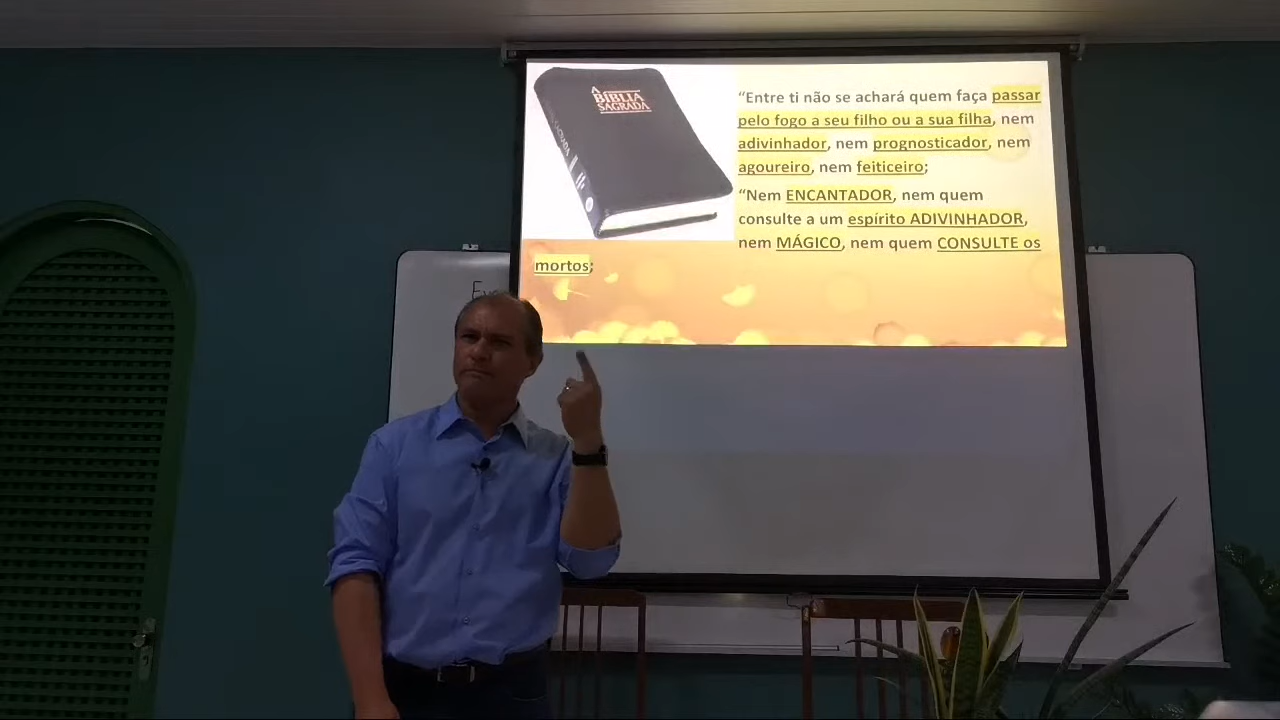 A
BÍBLIA
SAGRADA
“Entre ti não se achará quem faça passar
pelo fogo a seu filho ou a sua filha, nem
adivinhador, nem prognosticador, nem
agoureiro, nem feiticeiro;
“Nem ENCANTADOR, nem quem
consulte a um espírito ADIVINHADOR,
nem MÁGICO, nem quem CONSULTE os
mortos;